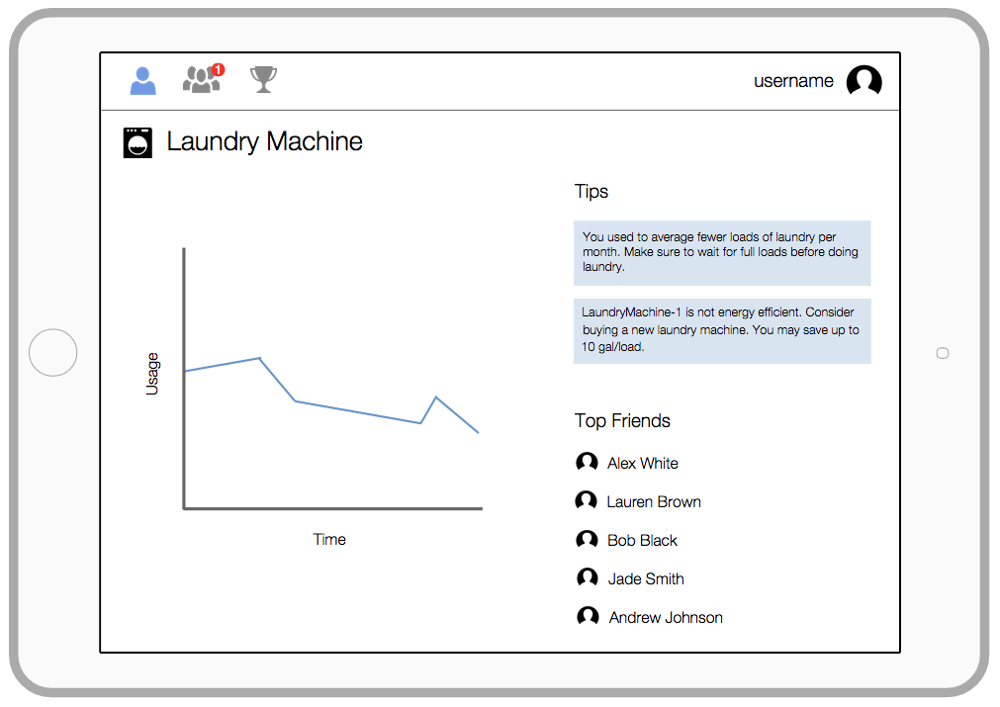 1
username
Laundry Machine
Tips
You used to average fewer loads of laundry per
month. Make sure to wait for full loads before doing
laundry.
LaundryMachine-1 is not energy efficient. Consider
buying a new laundry machine. You may save up to
10 gal/load.
Usage
Time
Top Friends
Alex White
Lauren Brown
Bob Black
Jade Smith
Andrew Johnson